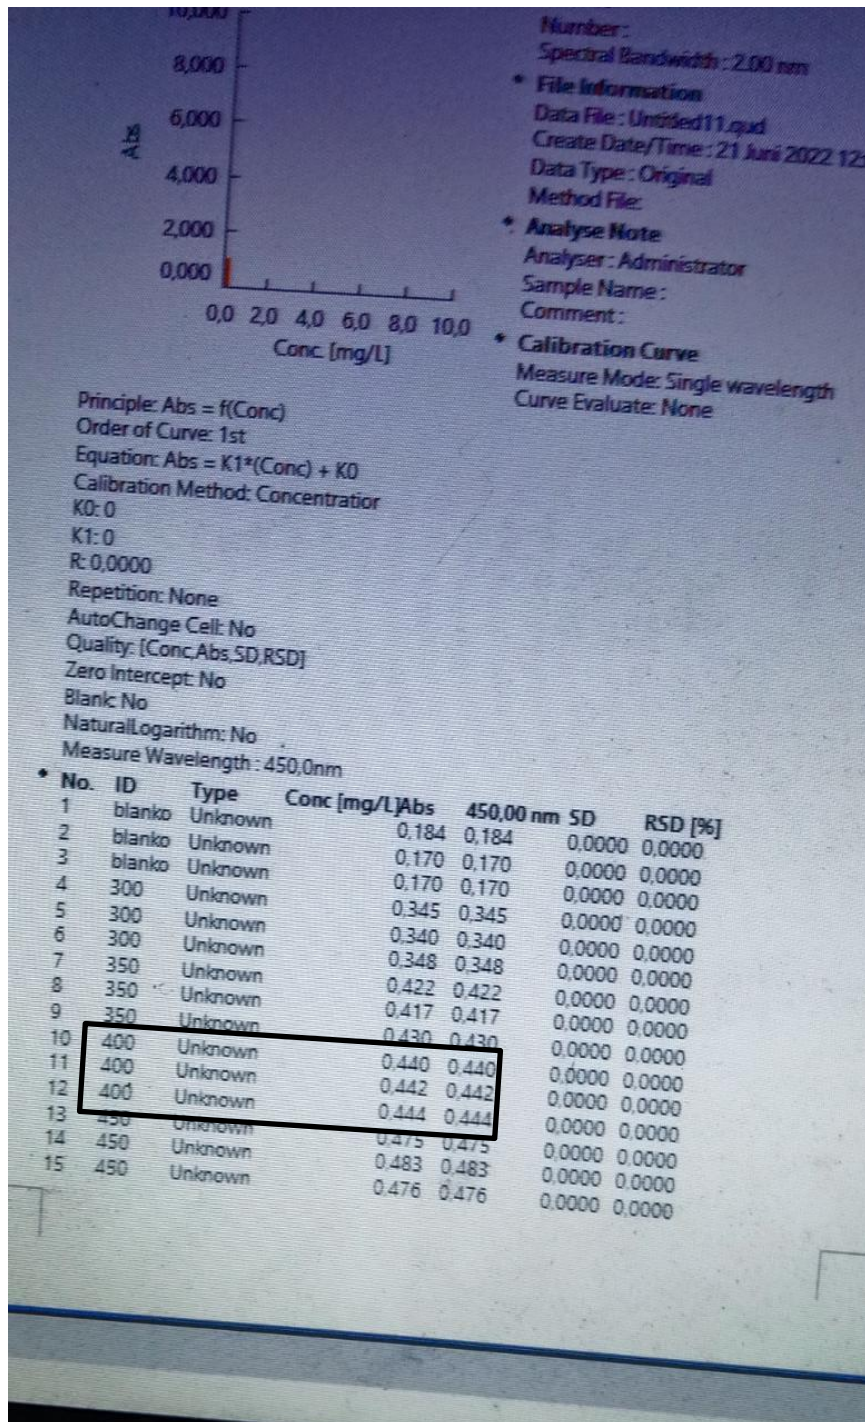 10,000
8,000
6,000
Abs
4,000
2,000
0,000
0,0 2,0 4,0 6,0 8,0 10,0
Conc. [mg/L]
Number :
Spectral Bandwidth : 2.00 nm
* File Information
Data File : Untitled11.qud
Create Date/Time : 21 Juni 2022 12:
Data Type : Original
Method File:
* Analyse Note
Analyser : Administrator
Sample Name :
Comment :
* Calibration Curve
Measure Mode: Single wavelength
Curve Evaluate: None
Principle: Abs = f(Conc)
Order of Curve: 1st
Equation: Abs = K1*(Conc) + K0
Calibration Method: Concentratior
K0: 0
K1: 0
R: 0,0000
Repetition: None
AutoChange Cell: No
Quality: [Conc,Abs,SD,RSD]
Zero Intercept: No
Blank: No
NaturalLogarithm: No
Measure Wavelength : 450,0nm
* No. ID Type Conc [mg/L]Abs 450,00 nm SD RSD [%]
1 blanko Unknown 0,184 0,184 0,0000 0,0000
2 blanko Unknown 0,170 0,170 0,0000 0,0000
3 blanko Unknown 0,170 0,170 0,0000 0,0000
4 300 Unknown 0,345 0,345 0,0000 0,0000
5 300 Unknown 0,340 0,340 0,0000 0,0000
6 300 Unknown 0,348 0,348 0,0000 0,0000
7 350 Unknown 0,422 0,422 0,0000 0,0000
8 350 Unknown 0,417 0,417 0,0000 0,0000
9 350 Unknown 0,430 0,430 0,0000 0,0000
10 400 Unknown 0,440 0,440 0,0000 0,0000
11 400 Unknown 0,442 0,442 0,0000 0,0000
12 400 Unknown 0,444 0,444 0,0000 0,0000
13 450 Unknown 0,475 0,475 0,0000 0,0000
14 450 Unknown 0,483 0,483 0,0000 0,0000
15 450 Unknown 0,476 0,476 0,0000 0,0000